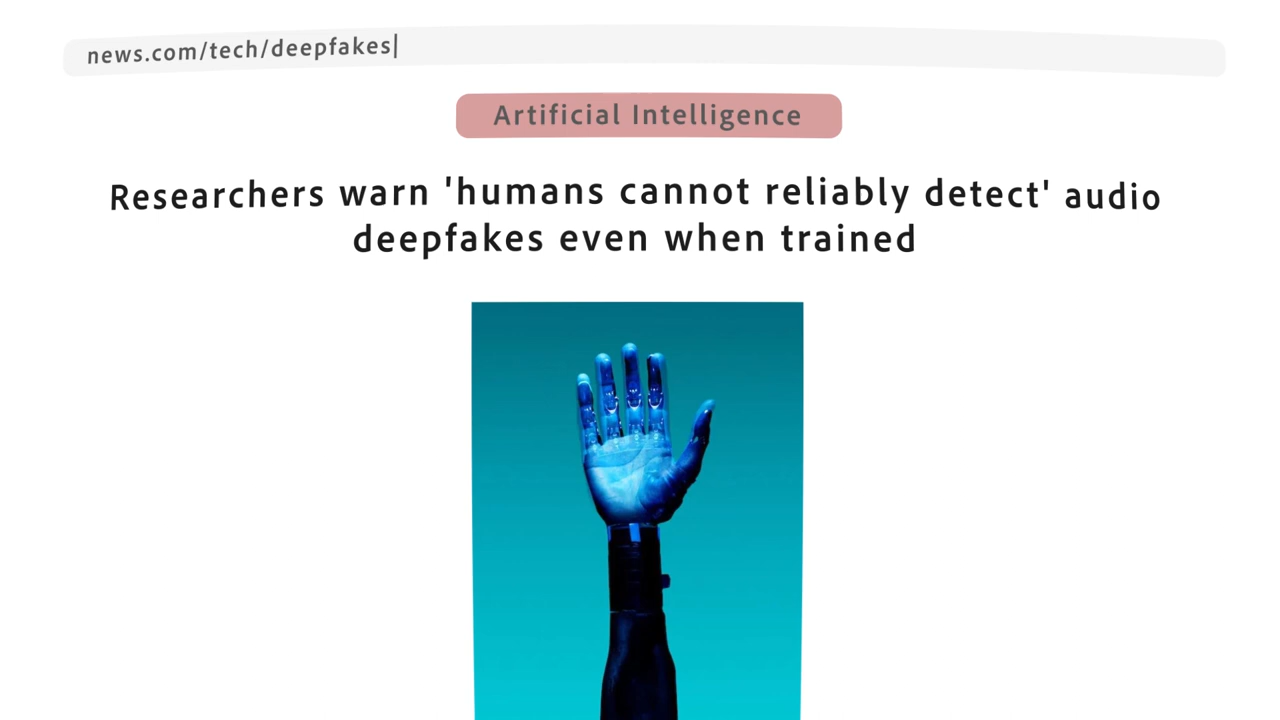 news.com/tech/deepfakes|
Artificial Intelligence
Researchers warn 'humans cannot reliably detect' audio
deepfakes even when trained